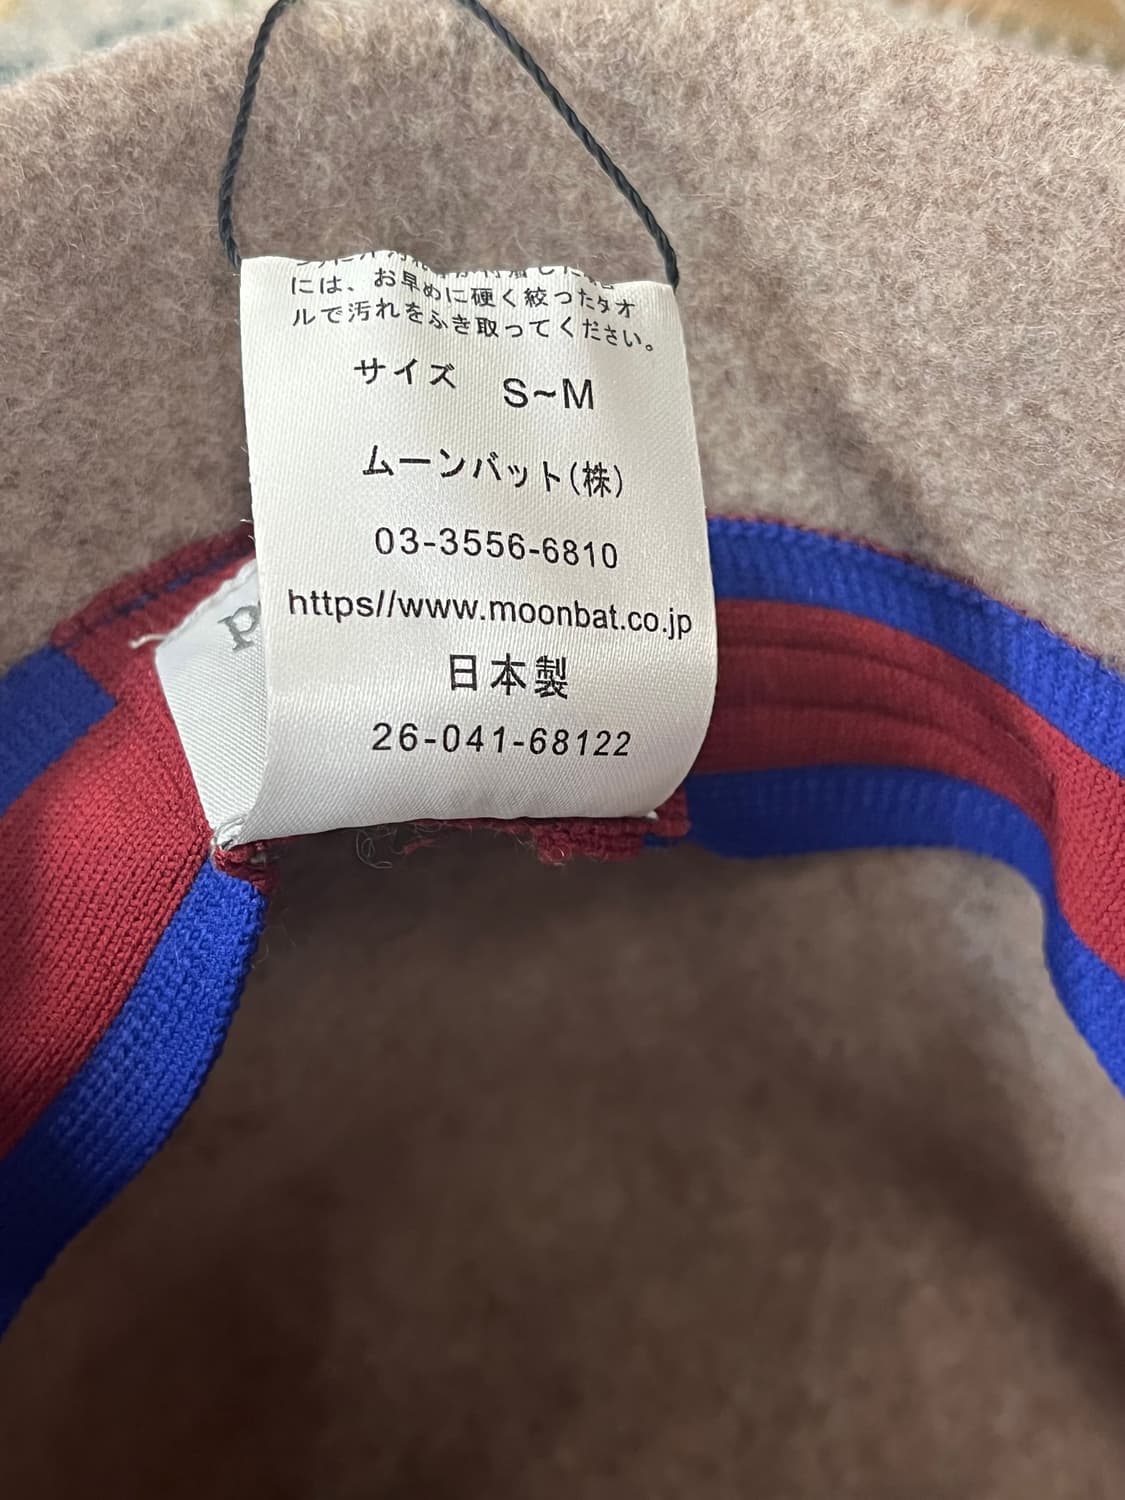 には、お早めに硬く絞ったタオ
ルで汚れをふき取ってください。
サイズ S~M
ムーンバット(株)
03-3556-6810
https//www.moonbat.co.jp
日本製
26-041-68122